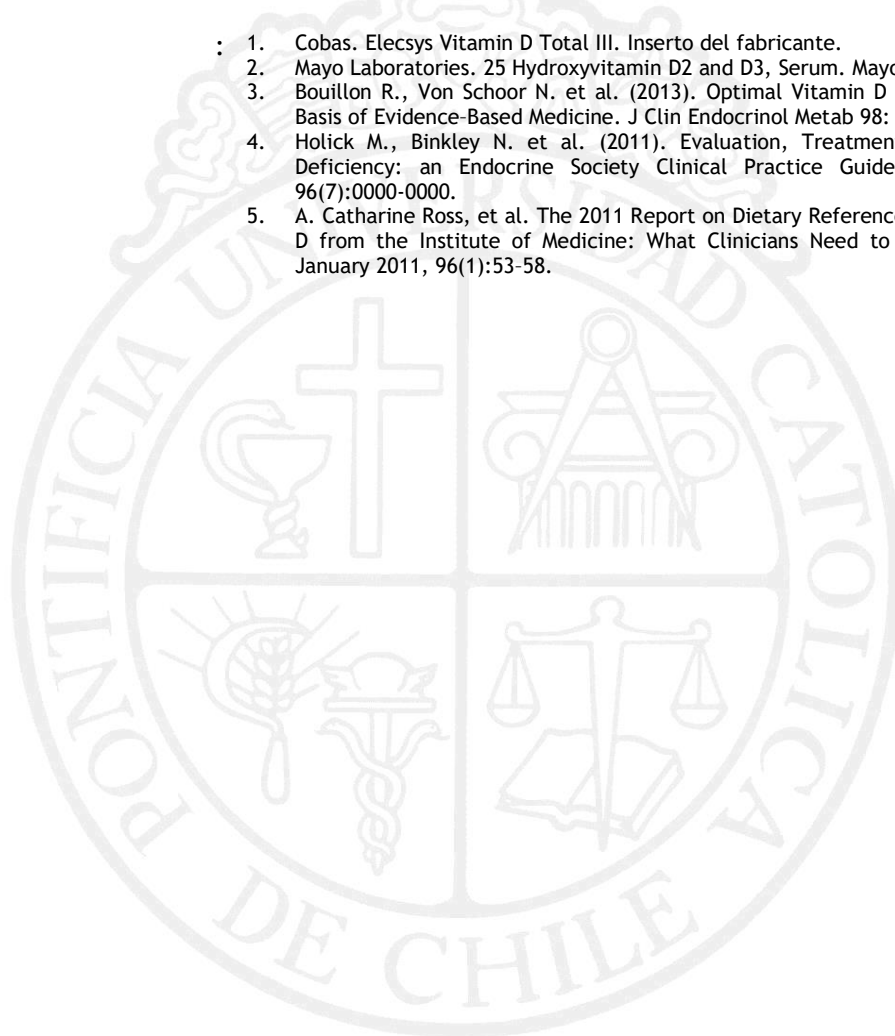 : 1. Cobas. Elecsys Vitamin D Total III. Inserto del fabricante.
2. Mayo Laboratories. 25 Hydroxyvitamin D2 and D3, Serum. Mayo
3. Bouillon R., Von Schoor N. et al. (2013). Optimal Vitamin D
Basis of Evidence-Based Medicine. J Clin Endocrinol Metab 98:
4. Holick M., Binkley N. et al. (2011). Evaluation, Treatmen
Deficiency: an Endocrine Society Clinical Practice Guide
96(7):0000-0000.
5. A. Catharine Ross, et al. The 2011 Report on Dietary Reference
D from the Institute of Medicine: What Clinicians Need to
January 2011, 96(1):53–58.
PONTIFICIA UNIVERSIDAD CATOLICA
DE CHILE